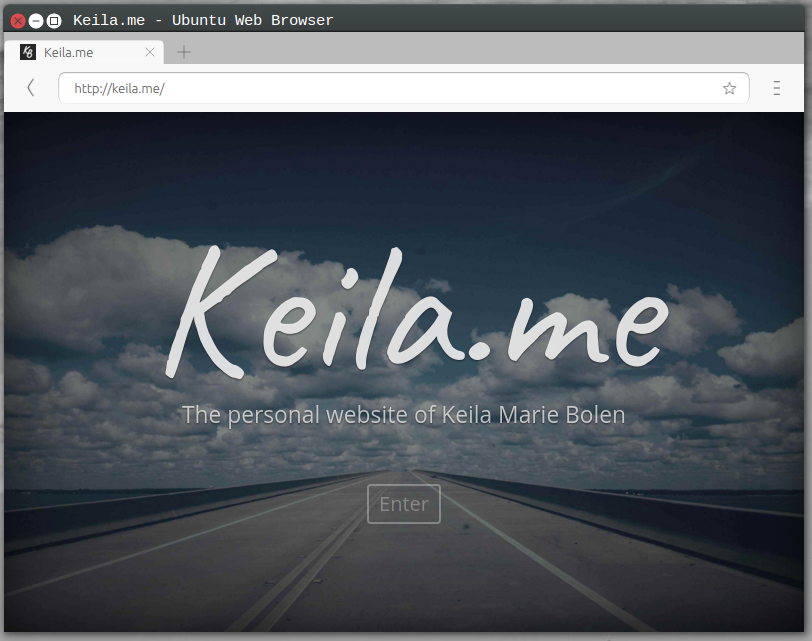 Keila.me - Ubuntu Web Browser
KB Keila.me
http://keila.me/
Keila.me
The personal website of Keila Marie Bolen
Enter